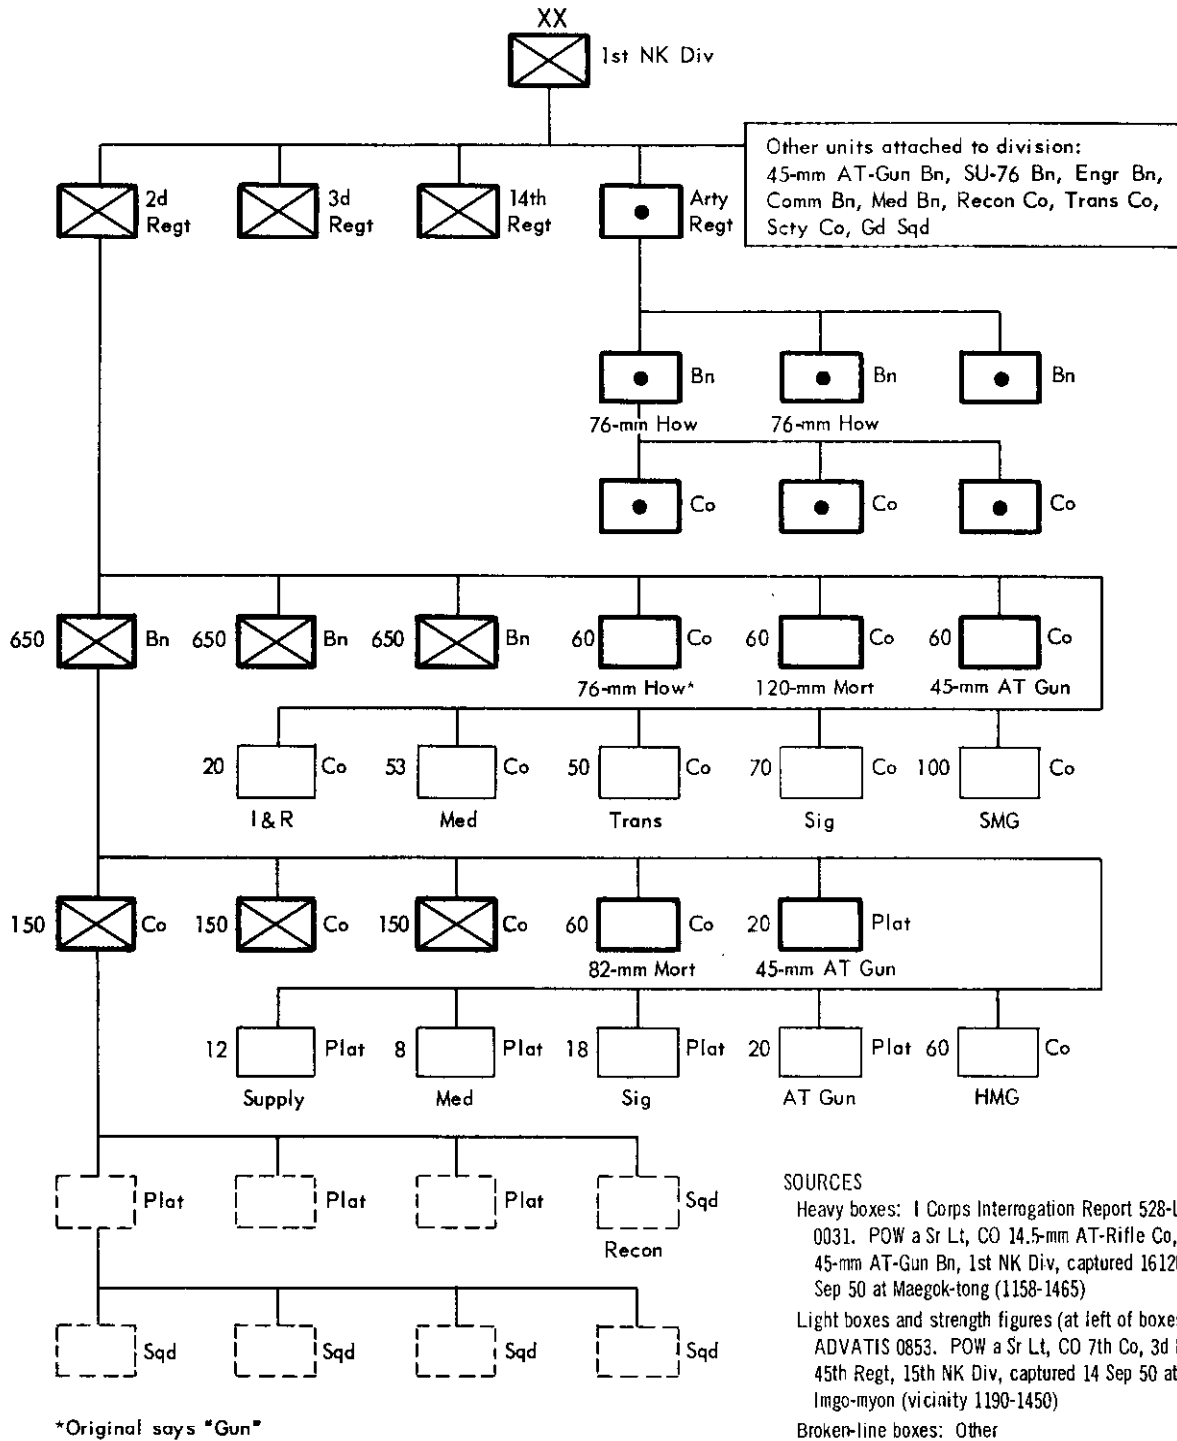 XX
1st NK Div
Other units attached to division:
45-mm AT-Gun Bn, SU-76 Bn, Engr Bn,
Comm Bn, Med Bn, Recon Co, Trans Co,
Scty Co, Gd Sqd
2d Regt
3d Regt
14th Regt
Arty Regt
Bn
Bn
Bn
76-mm How
76-mm How
Co
Co
Co
650 Bn
650 Bn
650 Bn
60 Co
60 Co
60 Co
76-mm How*
120-mm Mort
45-mm AT Gun
20 Co
53 Co
50 Co
70 Co
100 Co
I & R
Med
Trans
Sig
SMG
150 Co
150 Co
150 Co
60 Co
20 Plat
82-mm Mort
45-mm AT Gun
12 Plat
8 Plat
18 Plat
20 Plat
60 Co
Supply
Med
Sig
AT Gun
HMG
Plat
Plat
Plat
Sqd
Recon
Sqd
Sqd
Sqd
Sqd
*Original says "Gun"
SOURCES
Heavy boxes: I Corps Interrogation Report 528-
0031. POW a Sr Lt, CO 14.5-mm AT-Rifle Co,
45-mm AT-Gun Bn, 1st NK Div, captured 1612
Sep 50 at Maegok-tong (1158-1465)
Light boxes and strength figures (at left of boxes
ADVATIS 0853. POW a Sr Lt, CO 7th Co, 3d
45th Regt, 15th NK Div, captured 14 Sep 50 at
Imgo-myon (vicinity 1190-1450)
Broken-line boxes: Other